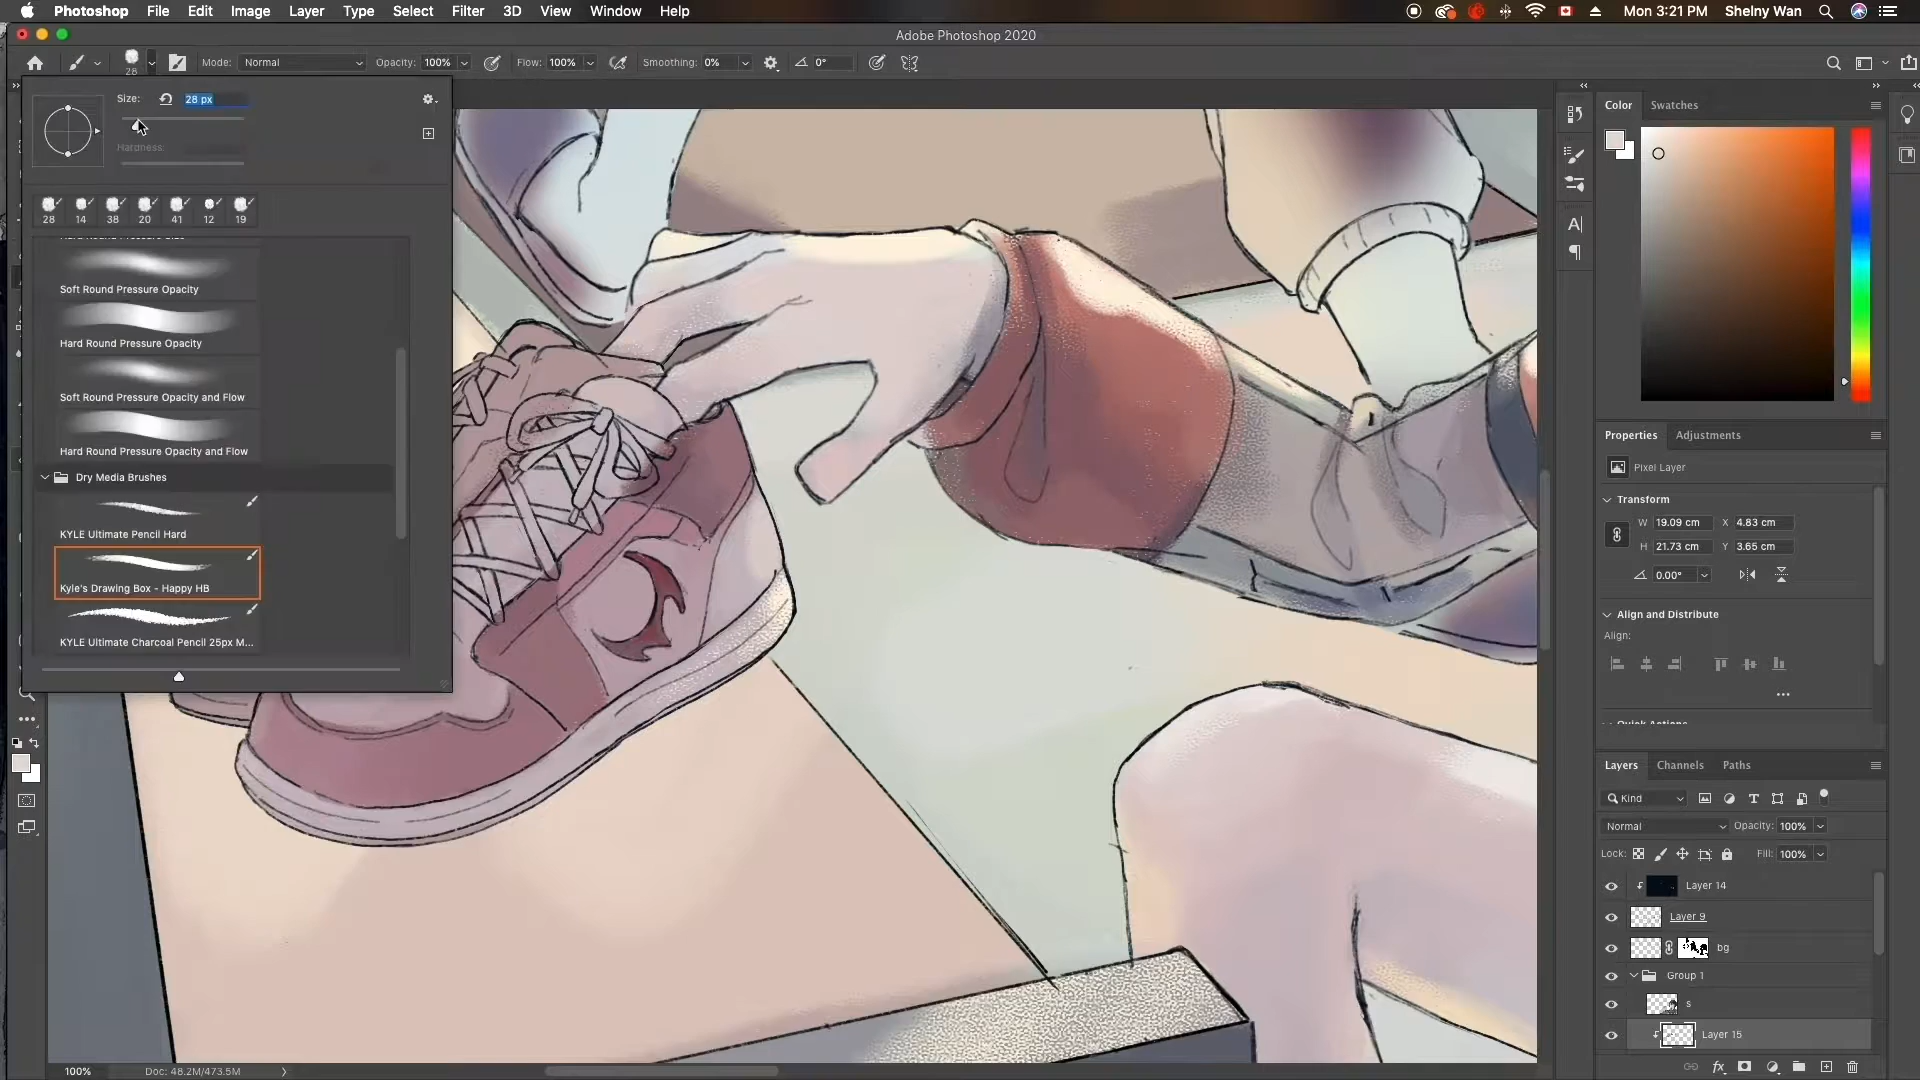 Photoshop File Edit Image Layer Type Select Filter 3D View Window Help Mon 3:21 PM Shelny Wan
Adobe Photoshop 2020
28 Mode: Normal Opacity: 100% Flow: 100% Smoothing: 0% 0°
Size: 28 px
Hardness:
28 14 38 20 41 12 19
Soft Round Pressure Opacity
Hard Round Pressure Opacity
Soft Round Pressure Opacity and Flow
Hard Round Pressure Opacity and Flow
Dry Media Brushes
KYLE Ultimate Pencil Hard
Kyle's Drawing Box - Happy HB
KYLE Ultimate Charcoal Pencil 25px M...
Color Swatches
Properties Adjustments
Pixel Layer
Transform
W 19.09 cm X 4.83 cm
H 21.73 cm Y 3.65 cm
0.00°
Align and Distribute
Align:
Quick Actions
Layers Channels Paths
Kind
Normal Opacity: 100%
Lock: Fill: 100%
Layer 14
Layer 9
bg
Group 1
s
Layer 15
100% Doc: 48.2M/473.5M